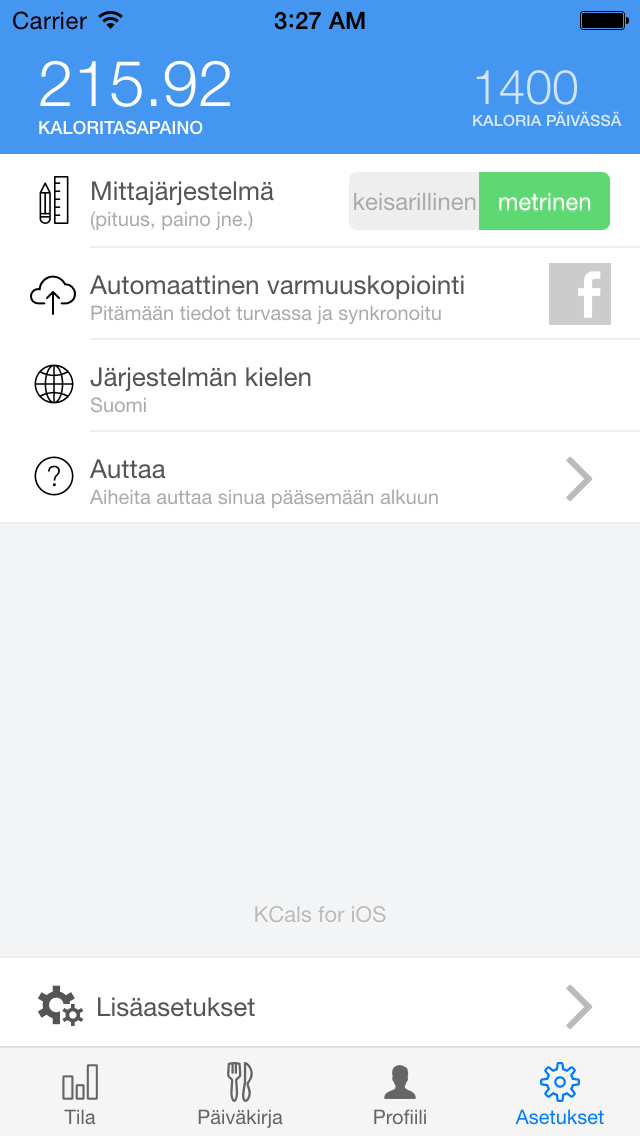 Carrier 3:27 AM
215.92
KALORITASAPAINO
1400
KALORIA PÄIVÄSSÄ
Mittajärjestelmä
(pituus, paino jne.)
keisarillinen metrinen
Automaattinen varmuuskopiointi
Pitämään tiedot turvassa ja synkronoitu
f
Järjestelmän kielen
Suomi
?
Auttaa
Aiheita auttaa sinua pääsemään alkuun
KCals for iOS
Lisäasetukset
Tila Päiväkirja Profiili Asetukset